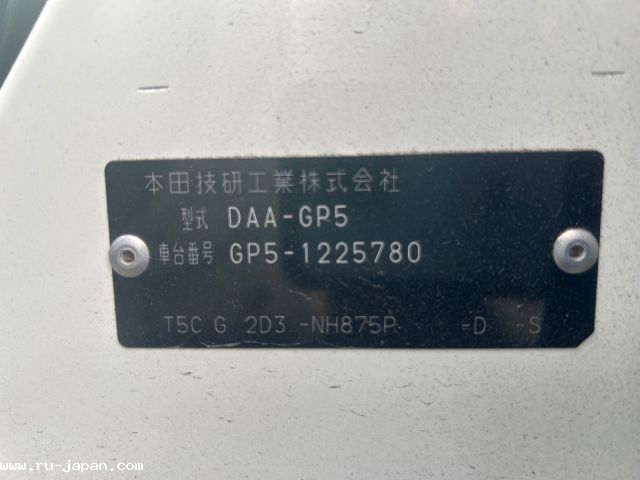 本田技研工業株式会社
型式 DAA-GP5
車台番号 GP5-1225780
T5C G 2D3 -NH875P -D -S
www.ru-japan.com